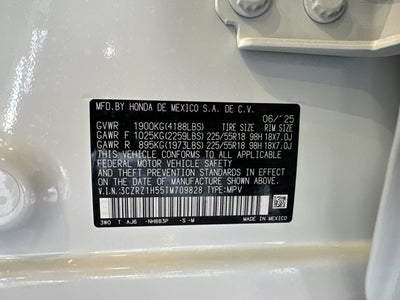 MFD.BY HONDA DE MEXICO S.A. DE C.V.
06/'25
GVWR 1900KG(4188LBS) TIRE SIZE RIM SIZE
GAWR F 1025KG(2259LBS) 225/55R18 98H 18X7.0J
GAWR R 895KG(1973LBS) 225/55R18 98H 18X7.0J
THIS VEHICLE CONFORMS TO ALL APPLICABLE
FEDERAL MOTOR VEHICLE SAFETY
AND THEFT PREVENTION STANDARDS IN EFFECT
ON THE DATE OF MANUFACTURE SHOWN ABOVE.
V.I.N.:3CZRZ1H55TM709828 TYPE:MPV
3W0 T AJ6 -NH883P -S -M
MADE IN MEXICO